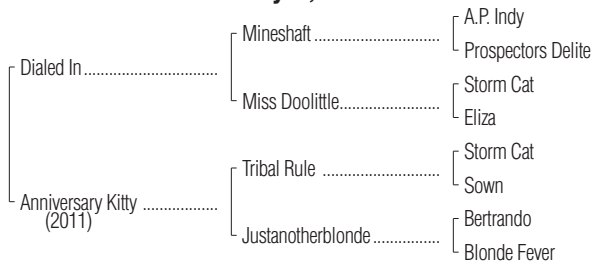 A.P. Indy
Mineshaft
Prospectors Delite
Dialed In
Storm Cat
Miss Doolittle
Eliza
Storm Cat
Tribal Rule
Sown
Anniversary Kitty
(2011)
Bertrando
Justanotherblonde
Blonde Fever